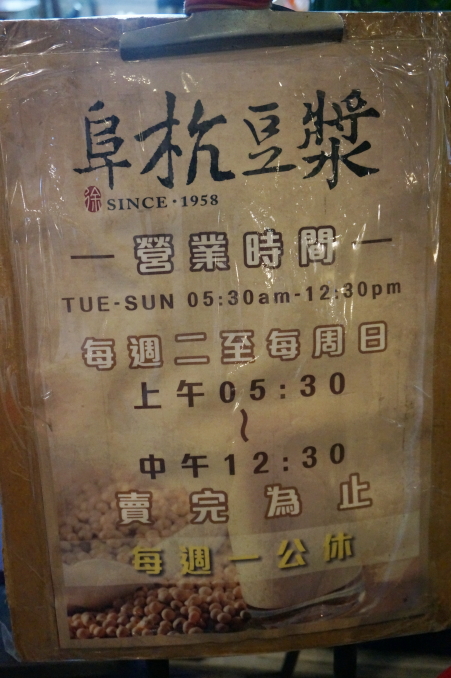 阜杭豆漿
徐 SINCE·1958
營業時間
TUE-SUN 05:30am-12:30pm
每週二至每周日
上午05:30
~
中午12:30
賣完為止
每週一公休